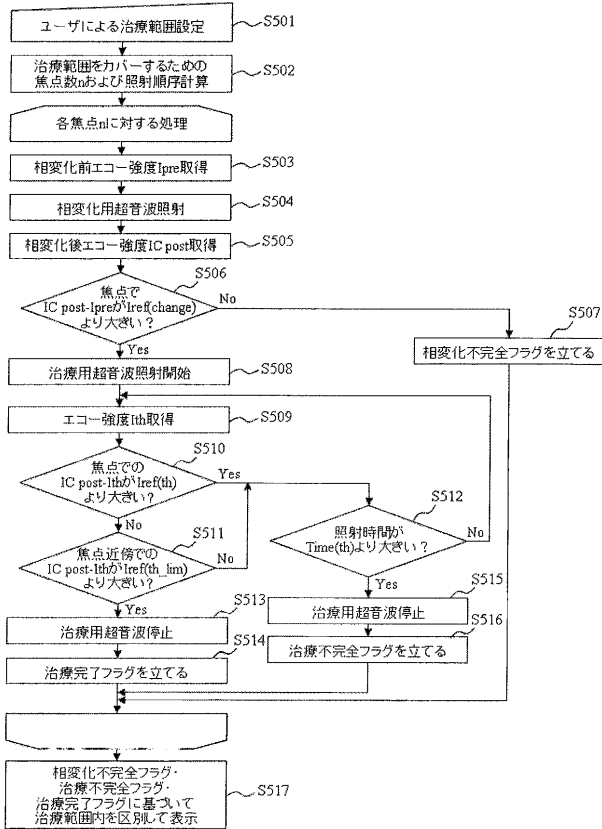 ユーザによる治療範囲設定
S501
治療範囲をカバーするための
焦点数nおよび照射順序計算
S502
各焦点nに対する処理
相変化前エコー強度Ipre取得
S503
相変化用超音波照射
S504
相変化後エコー強度IC post取得
S505
S506
焦点で
IC post-IpreがIref(change)
より大きい?
No
Yes
S507
相変化不完全フラグを立てる
治療用超音波照射開始
S508
エコー強度Ith取得
S509
S510
焦点での
IC post-IthがIref(th)
より大きい?
Yes
No
S511
焦点近傍での
IC post-IthがIref(th_lim)
より大きい?
No
Yes
S512
照射時間が
Time(th)より大きい?
No
Yes
S513
治療用超音波停止
S514
治療完了フラグを立てる
S515
治療用超音波停止
S516
治療不完全フラグを立てる
相変化不完全フラグ・
治療不完全フラグ・
治療完了フラグに基づいて
治療範囲内を区別して表示
S517